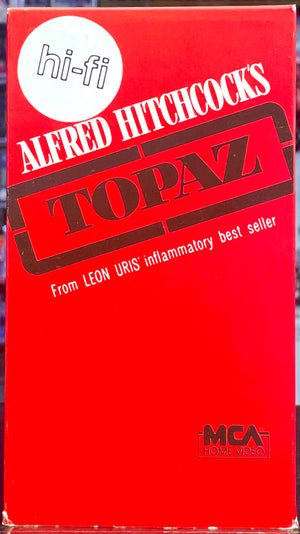 hi-fi
ALFRED HITCHCOCK'S
TOPAZ
From LEON URIS' inflammatory best seller
MCA
HOME VIDEO